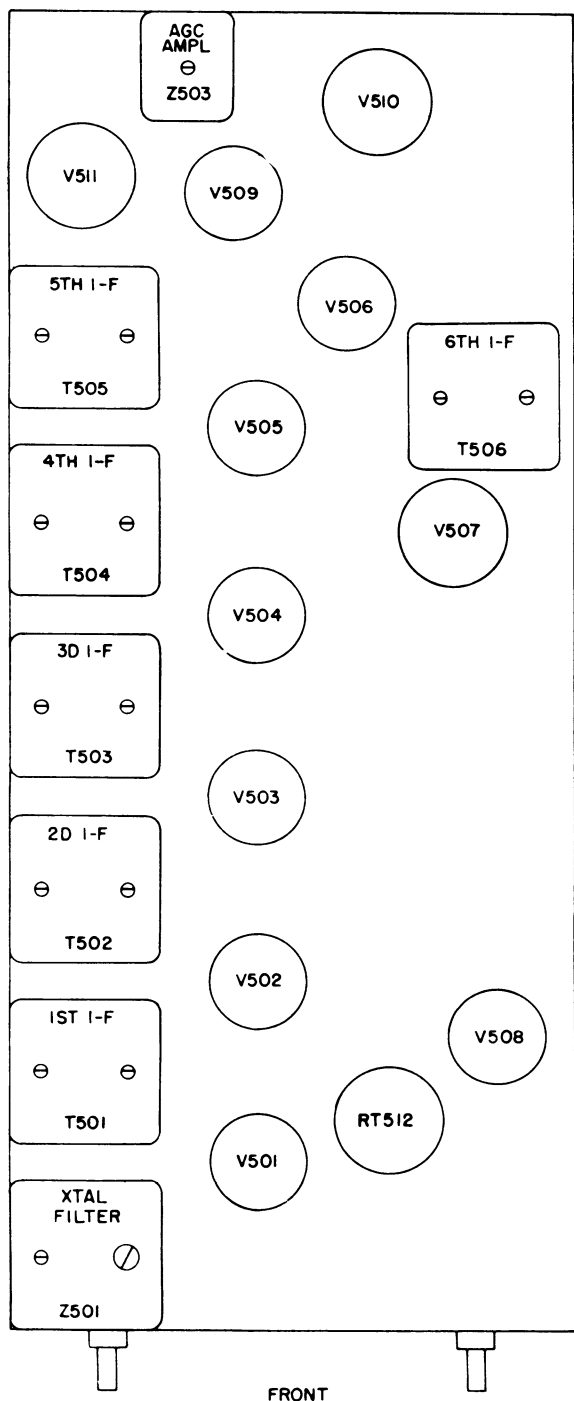 AGC
AMPL
Z503
V510
V511
V509
5TH I-F
T505
V506
6TH I-F
T506
V505
4TH I-F
T504
V507
V504
3D I-F
T503
V503
2D I-F
T502
V502
1ST I-F
T501
V508
RT512
V501
XTAL
FILTER
Z501
FRONT